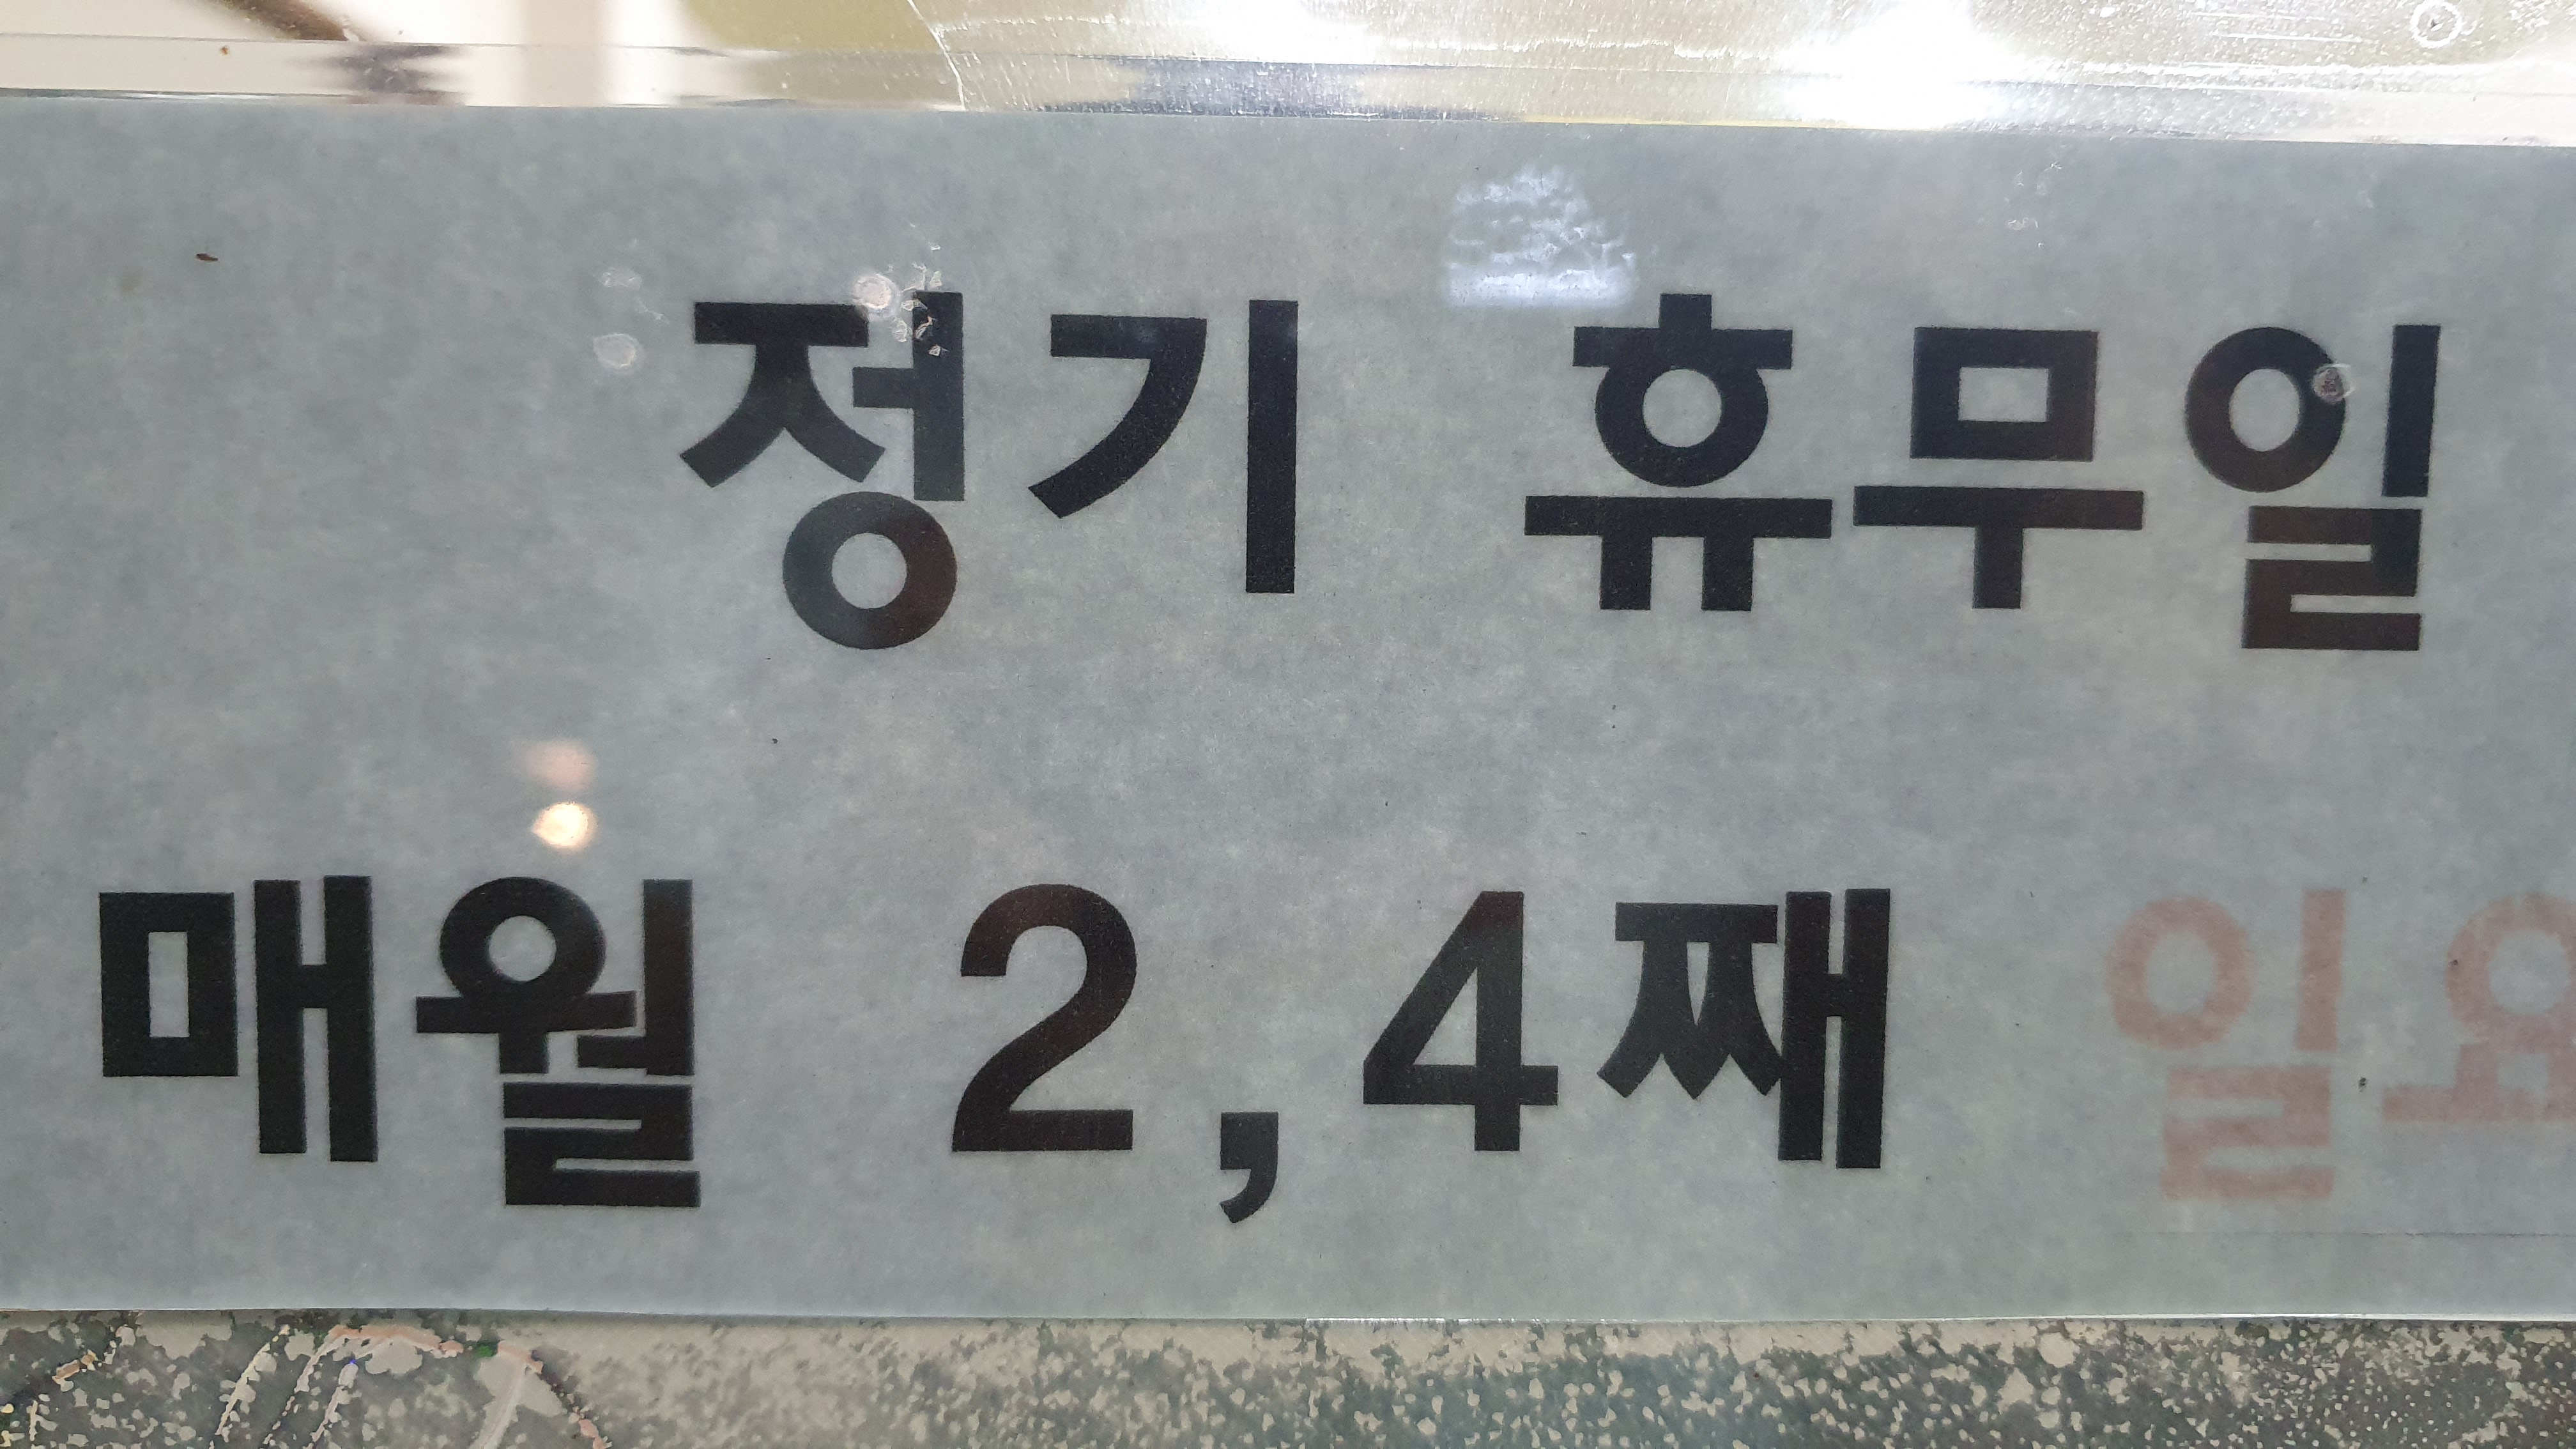 정기 휴무일
매월 2,4째 일요